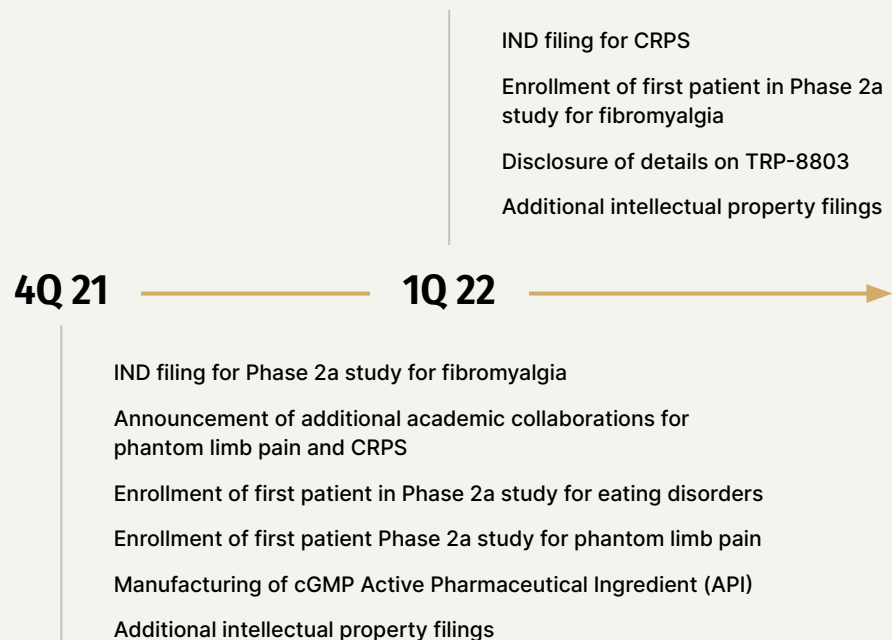 IND filing for CRPS
Enrollment of first patient in Phase 2a
study for fibromyalgia
Disclosure of details on TRP-8803
Additional intellectual property filings
4Q 21
1Q 22
IND filing for Phase 2a study for fibromyalgia
Announcement of additional academic collaborations for
phantom limb pain and CRPS
Enrollment of first patient in Phase 2a study for eating disorders
Enrollment of first patient Phase 2a study for phantom limb pain
Manufacturing of cGMP Active Pharmaceutical Ingredient (API)
Additional intellectual property filings